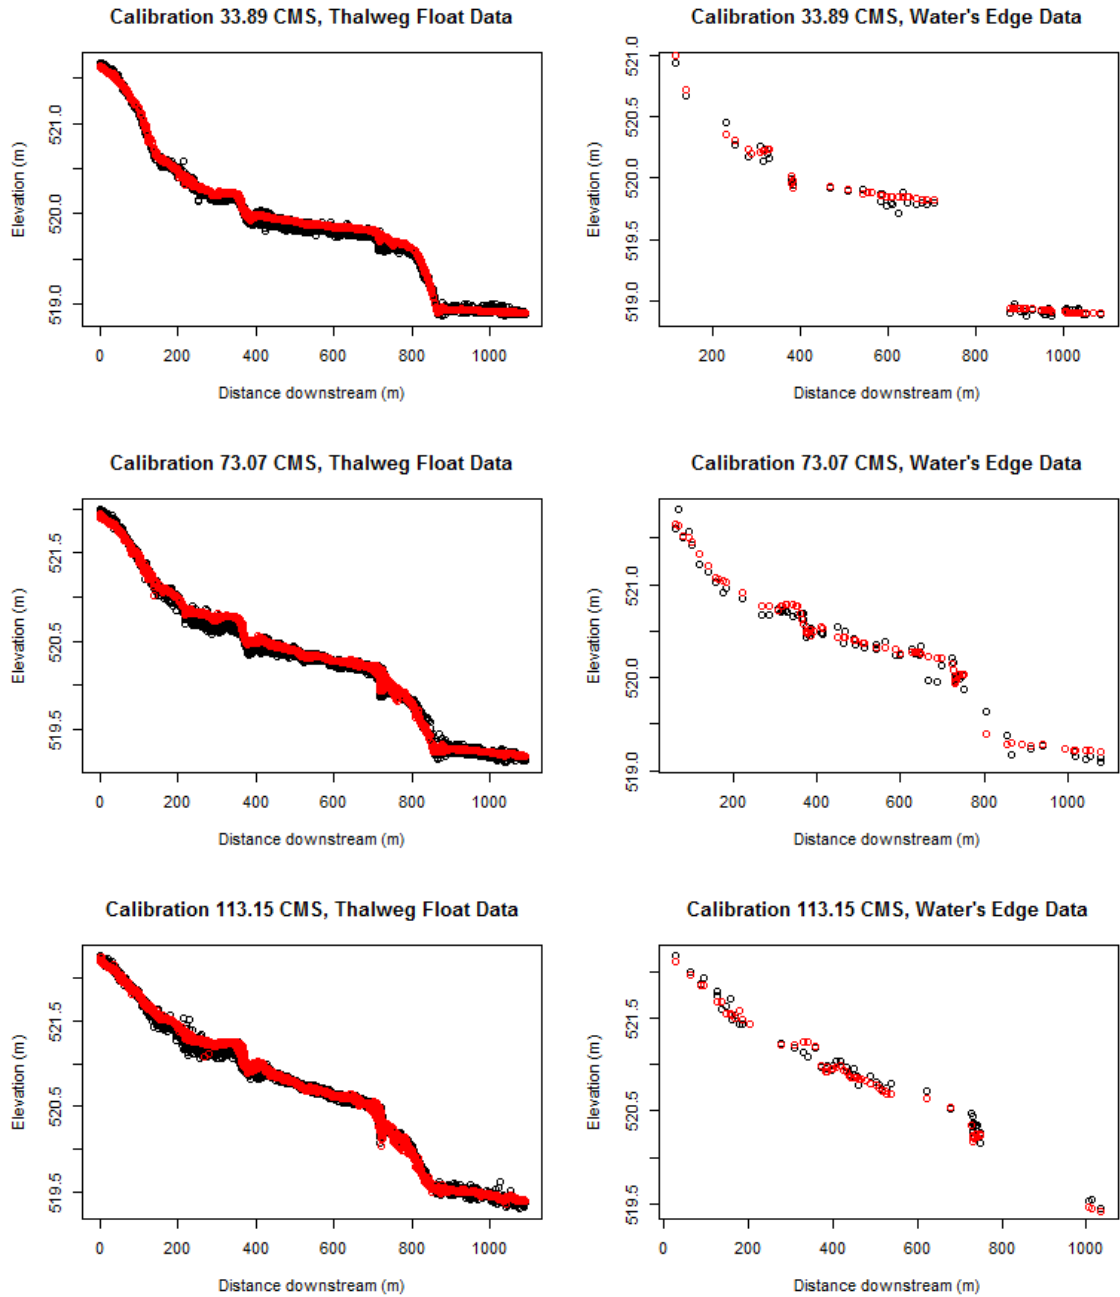 Calibration 33.89 CMS, Thalweg Float Data
Elevation (m)
521.0
520.0
519.0
0 200 400 600 800 1000
Distance downstream (m)
Calibration 33.89 CMS, Water's Edge Data
Elevation (m)
521.0
520.5
520.0
519.5
519.0
200 400 600 800 1000
Distance downstream (m)
Calibration 73.07 CMS, Thalweg Float Data
Elevation (m)
521.5
520.5
519.5
0 200 400 600 800 1000
Distance downstream (m)
Calibration 73.07 CMS, Water's Edge Data
Elevation (m)
521.0
520.0
519.0
200 400 600 800 1000
Distance downstream (m)
Calibration 113.15 CMS, Thalweg Float Data
Elevation (m)
521.5
520.5
519.5
0 200 400 600 800 1000
Distance downstream (m)
Calibration 113.15 CMS, Water's Edge Data
Elevation (m)
521.5
520.5
519.5
0 200 400 600 800 1000
Distance downstream (m)